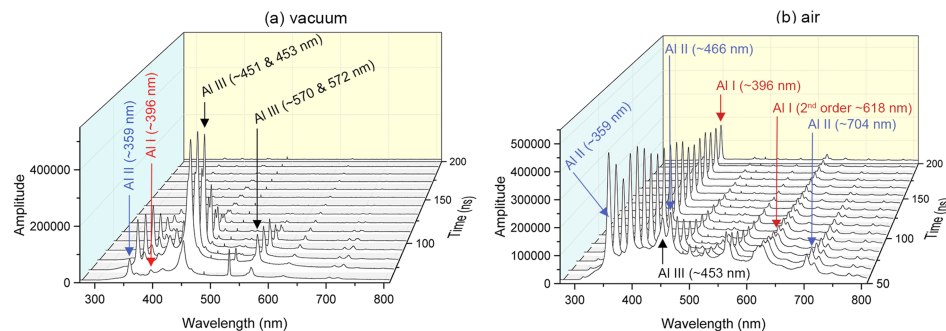 (a) vacuum
Al III (~451 & 453 nm)
Al III (~570 & 572 nm)
Al II (~359 nm)
Al I (~396 nm)
Amplitude
400000
200000
0
300
400
500
600
700
800
Wavelength (nm)
100
150
200
Time (ns)
(b) air
Al II (~466 nm)
Al I (~396 nm)
Al I (2nd order ~618 nm)
Al II (~704 nm)
Al II (~359 nm)
Al III (~453 nm)
Amplitude
500000
400000
300000
200000
100000
0
300
400
500
600
700
800
Wavelength (nm)
50
100
150
200
Time (ns)